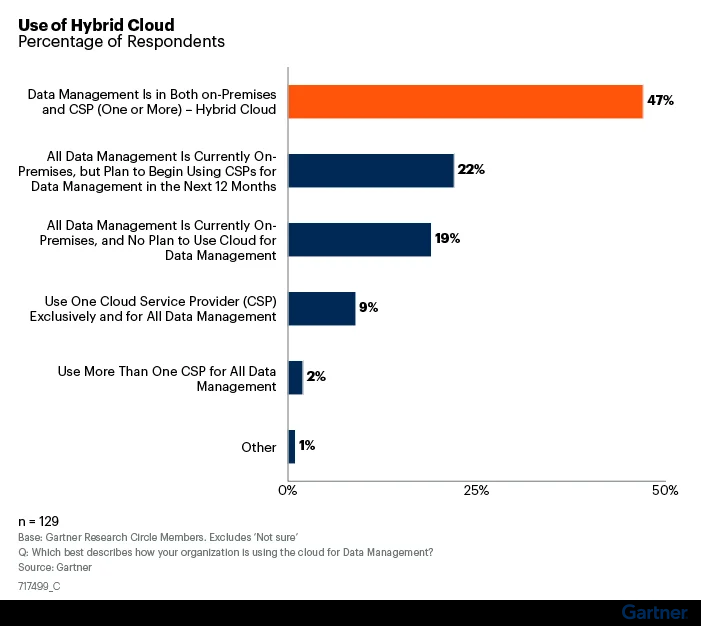 Use of Hybrid Cloud
Percentage of Respondents
Data Management Is in Both on-Premises
and CSP (One or More) – Hybrid Cloud
47%
All Data Management Is Currently On-
Premises, but Plan to Begin Using CSPs for
Data Management in the Next 12 Months
22%
All Data Management Is Currently On-
Premises, and No Plan to Use Cloud for
Data Management
19%
Use One Cloud Service Provider (CSP)
Exclusively and for All Data Management
9%
Use More Than One CSP for All Data
Management
2%
Other
1%
0% 25% 50%
n = 129
Base: Gartner Research Circle Members. Excludes ‘Not sure’
Q: Which best describes how your organization is using the cloud for Data Management?
Source: Gartner
717499_C
Gartner